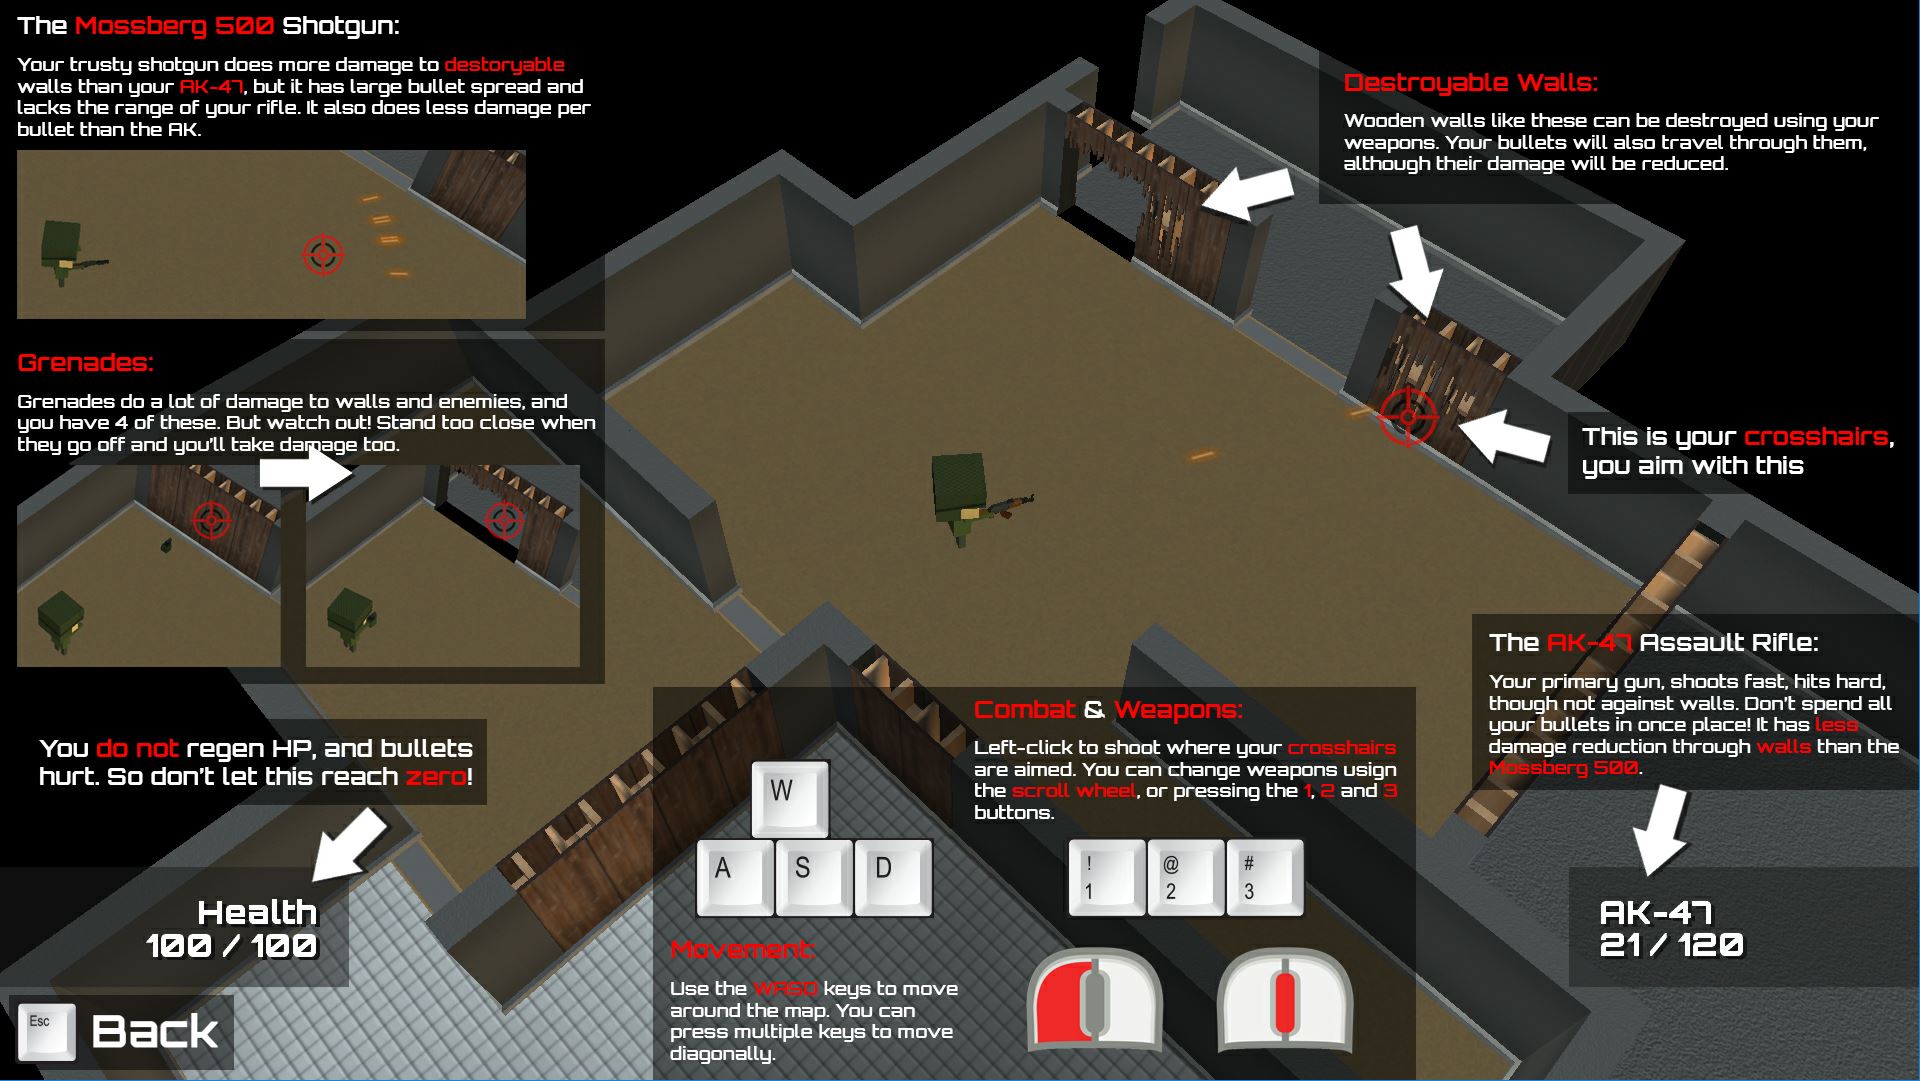 The Mossberg 500 Shotgun:
Your trusty shotgun does more damage to destoryable
walls than your AK-47, but it has large bullet spread and
lacks the range of your rifle. It also does less damage per
bullet than the AK.
Grenades:
Grenades do a lot of damage to walls and enemies, and
you have 4 of these. But watch out! Stand too close when
they go off and you'll take damage too.
You do not regen HP, and bullets
hurt. So don't let this reach zero!
Health
100 / 100
Esc
Back
Destroyable Walls:
Wooden walls like these can be destroyed using your
weapons. Your bullets will also travel through them,
although their damage will be reduced.
This is your crosshairs,
you aim with this
The AK-47 Assault Rifle:
Your primary gun, shoots fast, hits hard,
though not against walls. Don't spend all
your bullets in once place! It has less
damage reduction through walls than the
Mossberg 500.
AK-47
21 / 120
Combat & Weapons:
Left-click to shoot where your crosshairs
are aimed. You can change weapons usign
the scroll wheel, or pressing the 1, 2 and 3
buttons.
! @ #
1 2 3
W
A S D
Movement:
Use the WASD keys to move
around the map. You can
press multiple keys to move
diagonally.